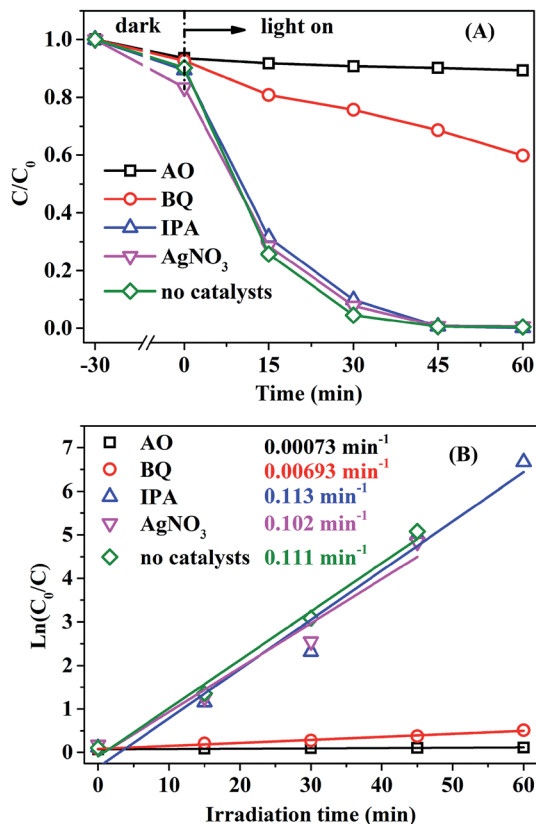 dark light on (A)
1.0
0.8
0.6
0.4
0.2
0.0
C/C₀
AO
BQ
IPA
AgNO₃
no catalysts
-30 0 15 30 45 60
Time (min)
(B)
7
6
5
4
3
2
1
0
Ln(C₀/C)
AO 0.00073 min⁻¹
BQ 0.00693 min⁻¹
IPA 0.113 min⁻¹
AgNO₃ 0.102 min⁻¹
no catalysts 0.111 min⁻¹
0 10 20 30 40 50 60
Irradiation time (min)